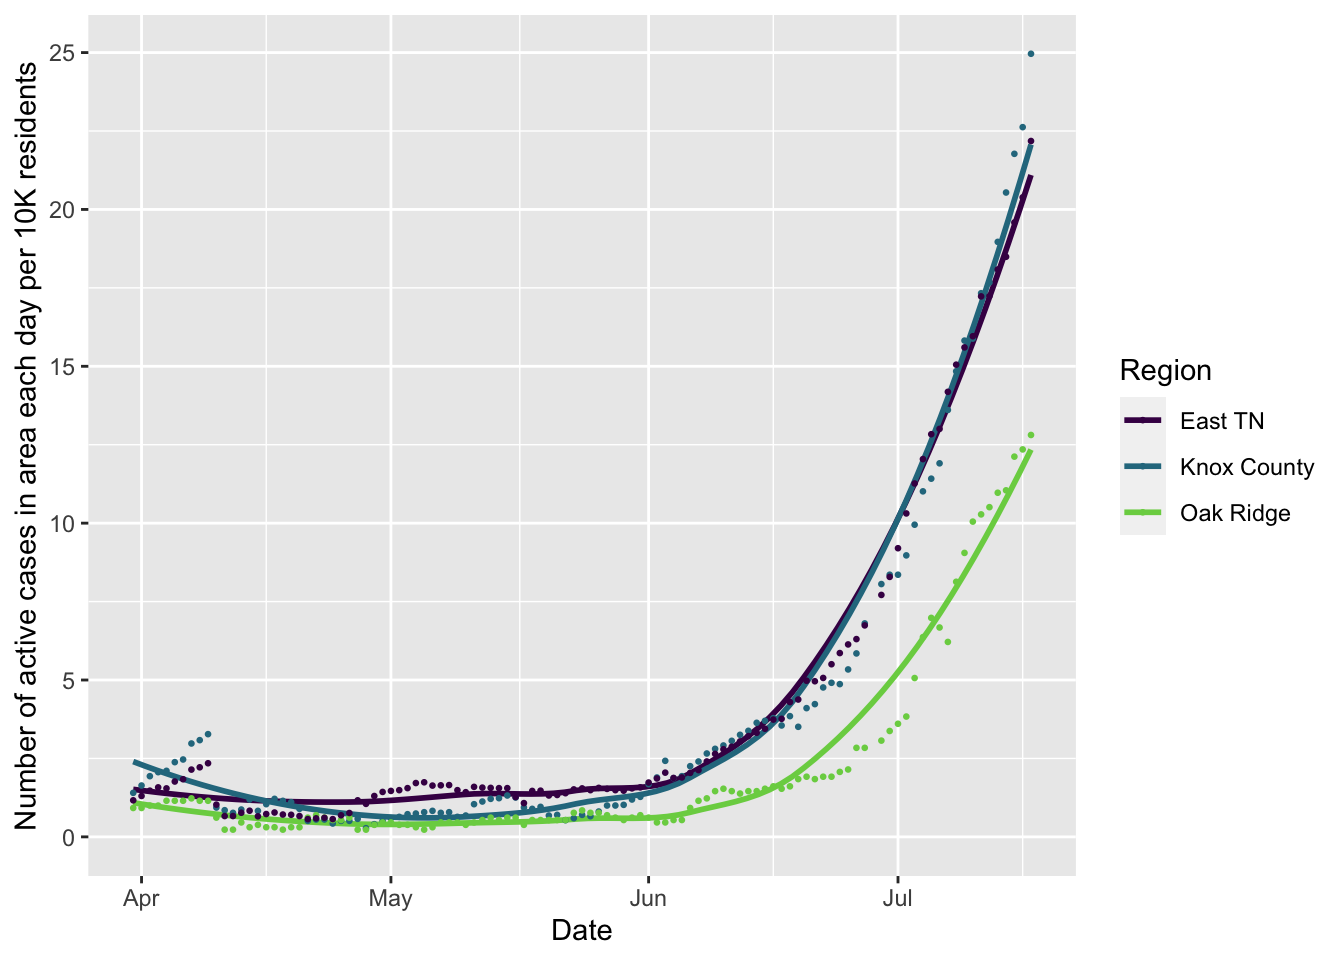 Number of active cases in area each day per 10K residents
25
20
15
10
5
0
Apr
May
Jun
Jul
Date
Region
East TN
Knox County
Oak Ridge